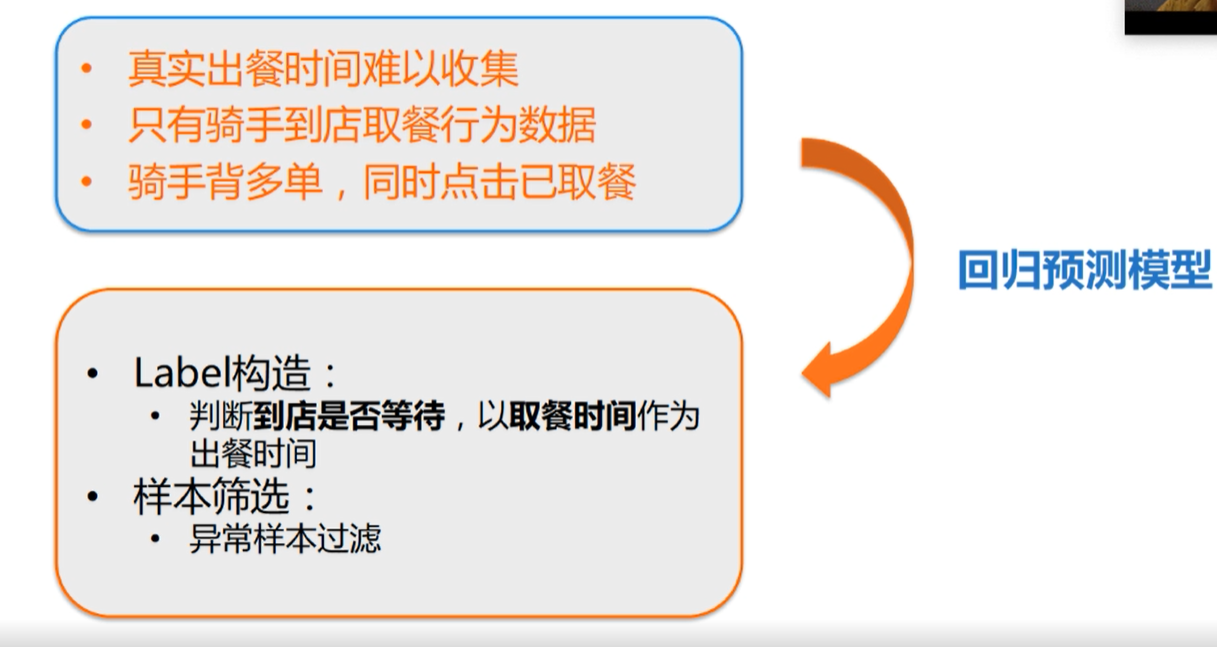 真实出餐时间难以收集
只有骑手到店取餐行为数据
骑手背多单，同时点击已取餐
回归预测模型
Label构造：
判断到店是否等待，以取餐时间作为
出餐时间
样本筛选：
异常样本过滤